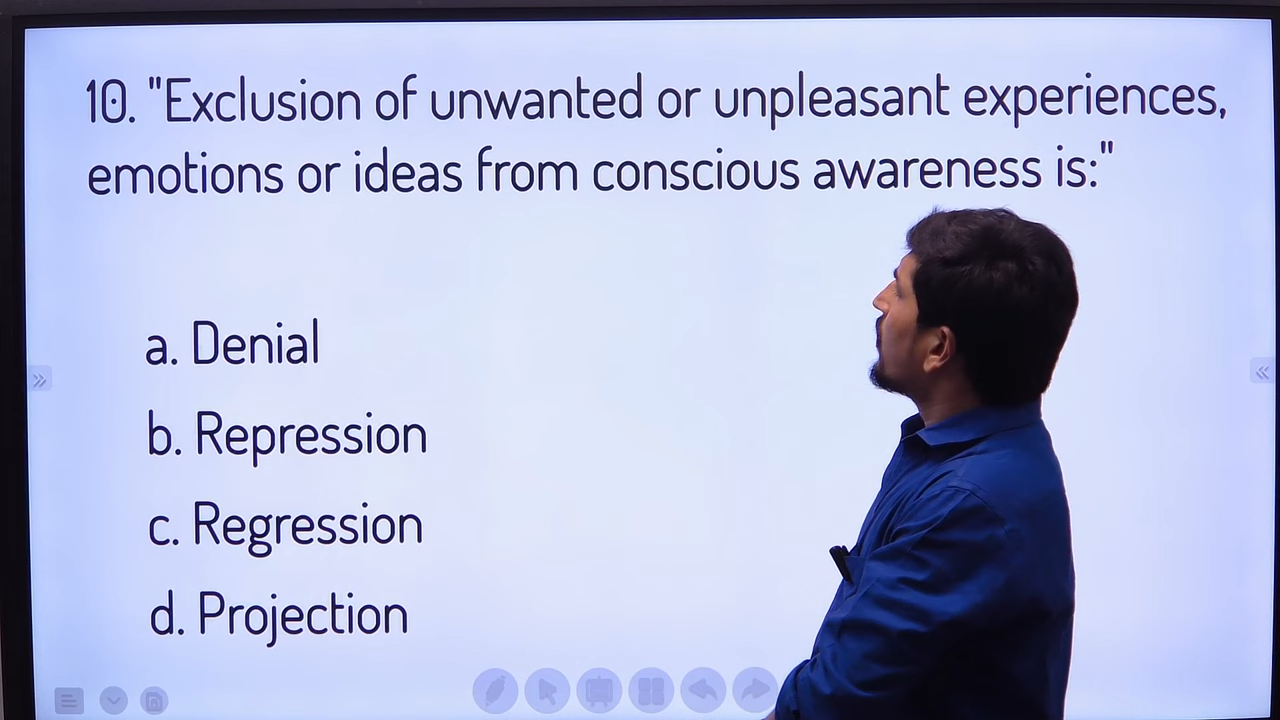 10. "Exclusion of unwanted or unpleasant experiences,
emotions or ideas from conscious awareness is:"
a. Denial
b. Repression
c. Regression
d. Projection